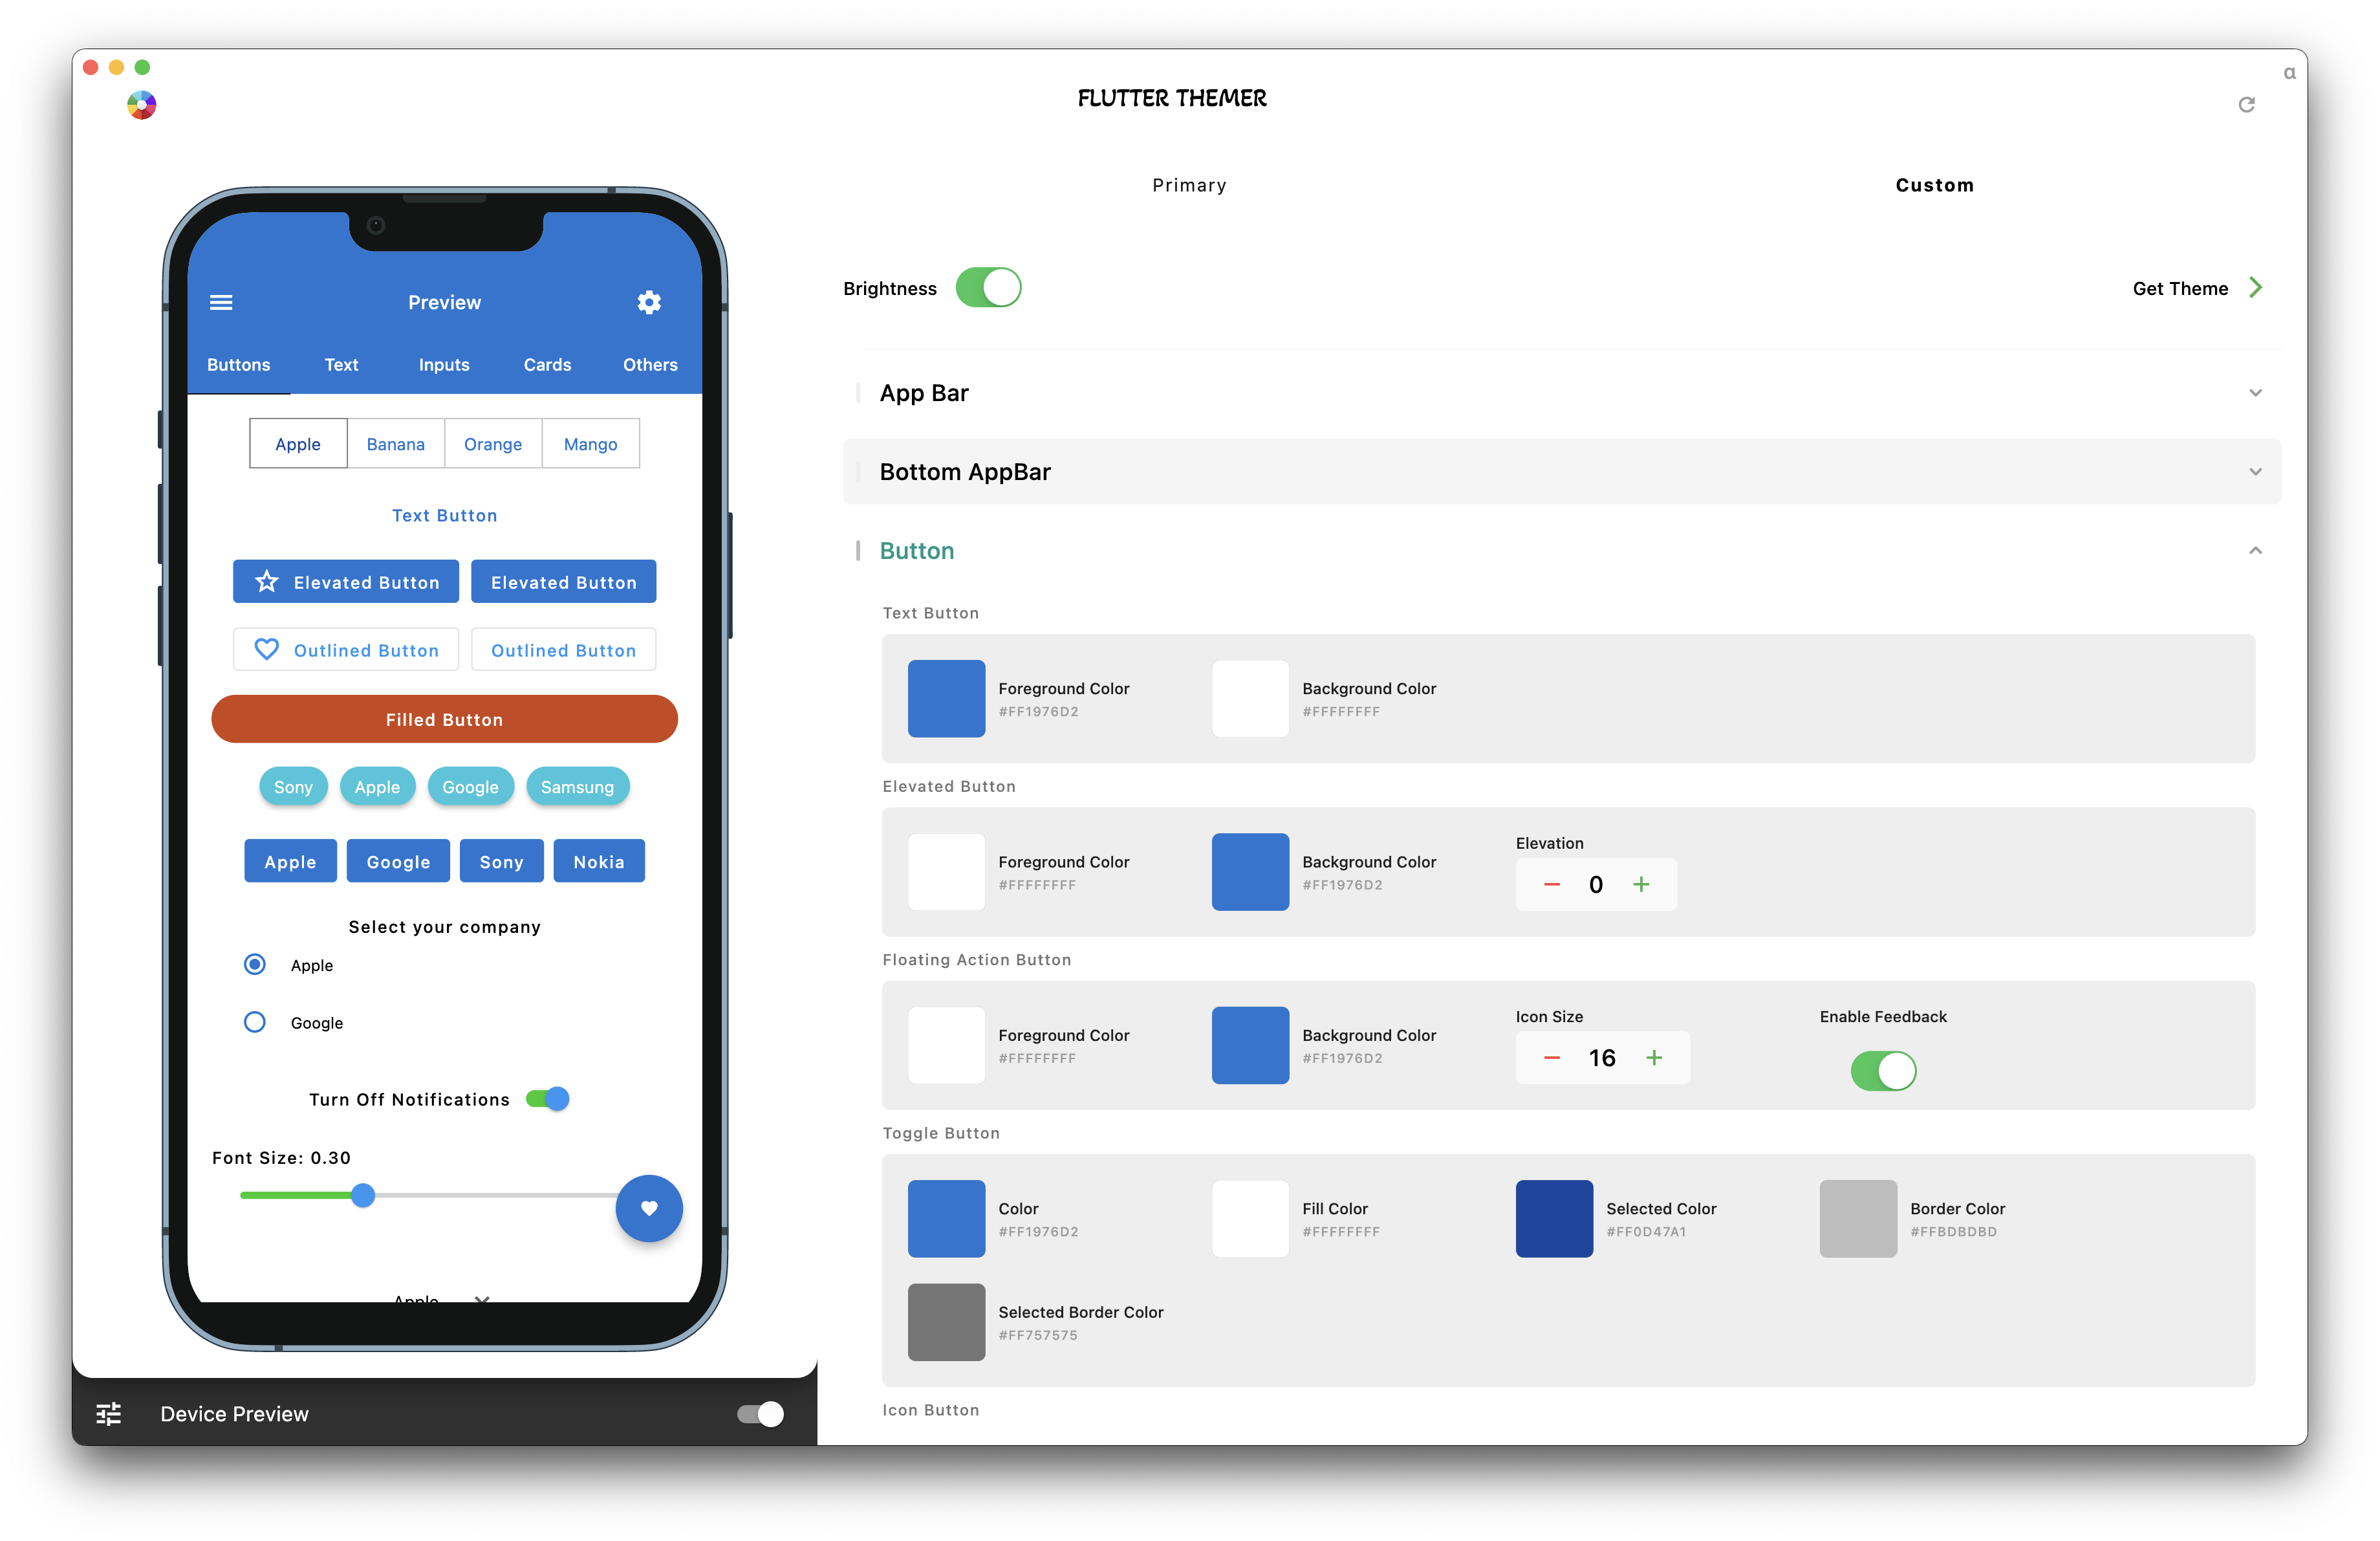 α
FLUTTER THEMER
Primary
Custom
Preview
Buttons Text Inputs Cards Others
Apple Banana Orange Mango
Text Button
Elevated Button Elevated Button
Outlined Button Outlined Button
Filled Button
Sony Apple Google Samsung
Apple Google Sony Nokia
Select your company
Apple
Google
Turn Off Notifications
Font Size: 0.30
Apple
Device Preview
Brightness
Get Theme
App Bar
Bottom AppBar
Button
Text Button
Foreground Color
#FF1976D2
Background Color
#FFFFFFFF
Elevated Button
Foreground Color
#FFFFFFFF
Background Color
#FF1976D2
Elevation
0
Floating Action Button
Foreground Color
#FFFFFFFF
Background Color
#FF1976D2
Icon Size
16
Enable Feedback
Toggle Button
Color
#FF1976D2
Fill Color
#FFFFFFFF
Selected Color
#FF0D47A1
Border Color
#FFBDBDBD
Selected Border Color
#FF757575
Icon Button